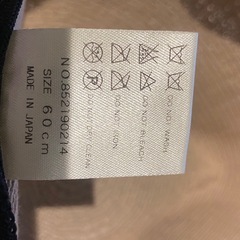 DO NOT WASH
DO NOT BLEACH
DO NOT IRON
DO NOT DRY CLEAN
NO.852190214
SIZE 60cm
MADE IN JAPAN